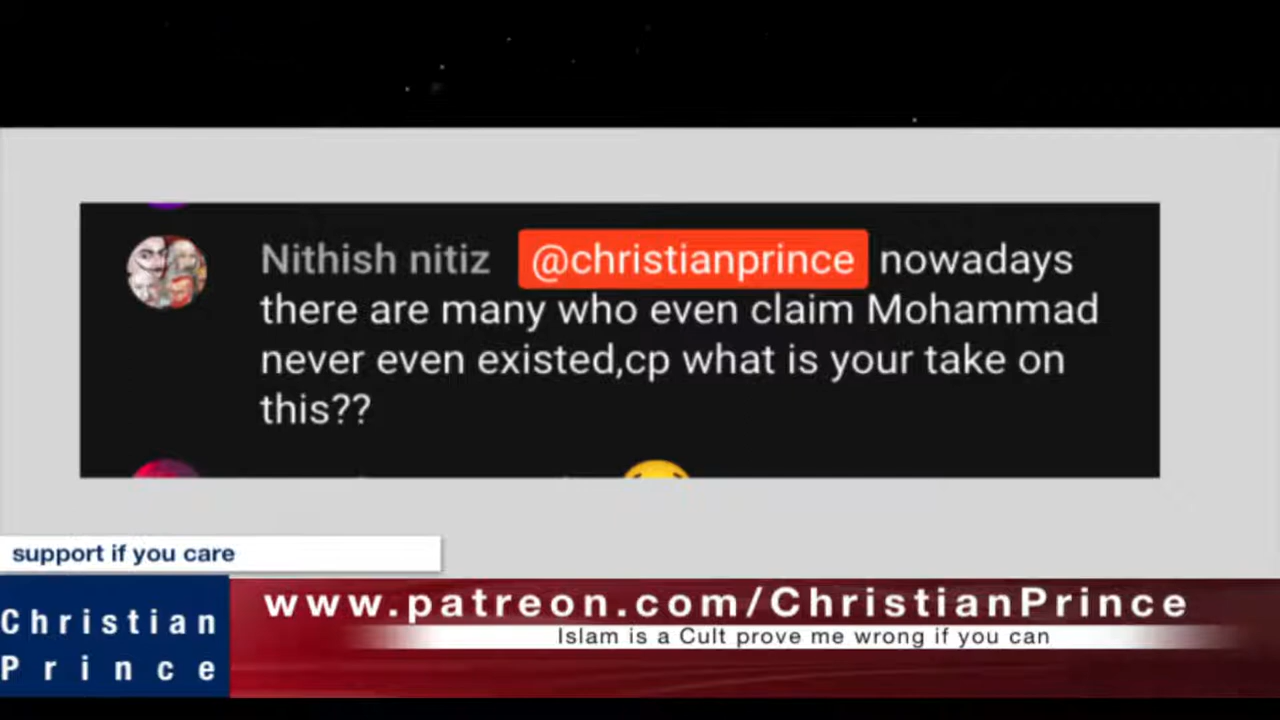 Nithish nitiz @christianprince nowadays
there are many who even claim Mohammad
never even existed,cp what is your take on
this??
support if you care
Christian
Prince
www.patreon.com/ChristianPrince
Islam is a Cult prove me wrong if you can